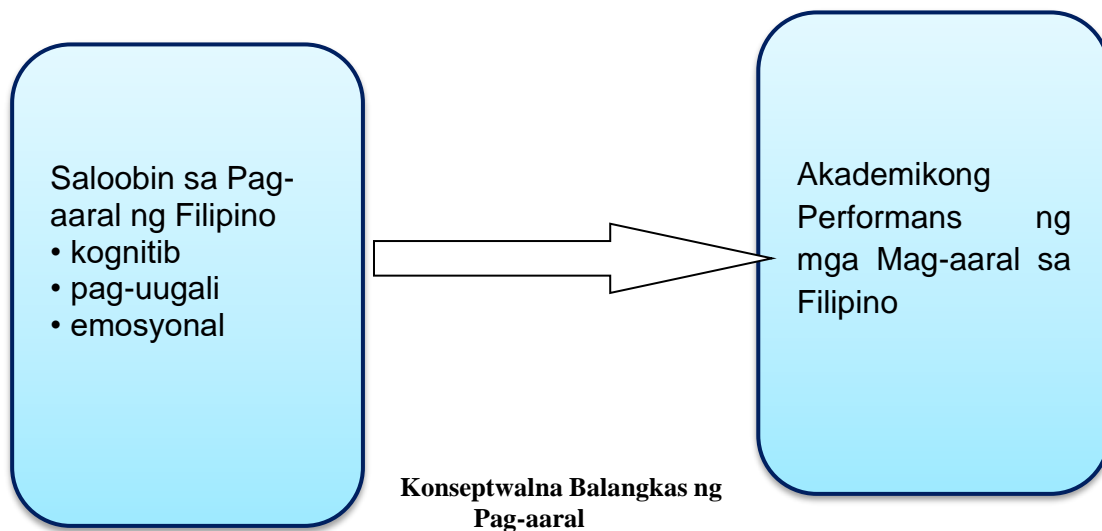 Saloobin sa Pag-
aaral ng Filipino
• kognitib
• pag-uugali
• emosyonal
Akademikong
Performans ng
mga Mag-aaral sa
Filipino
Konseptwalna Balangkas ng
Pag-aaral